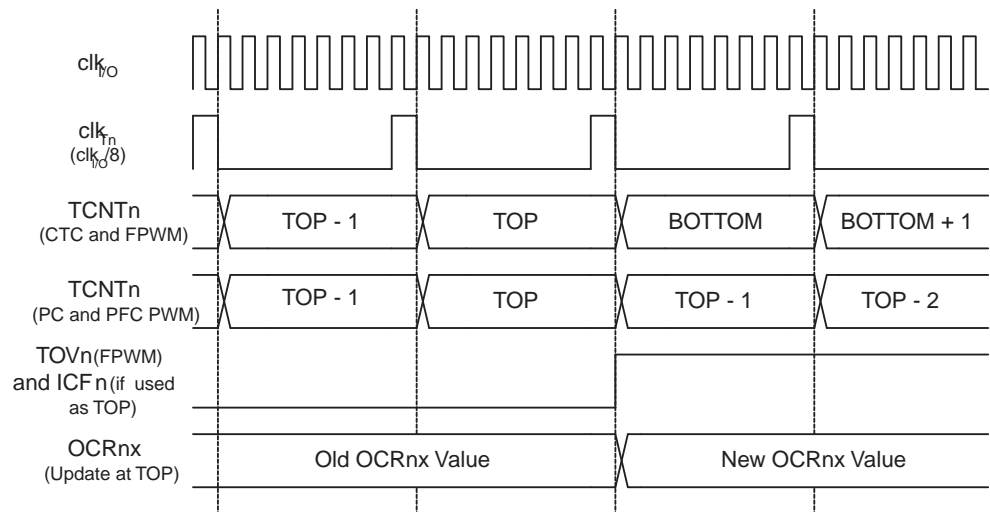 clkI/O
clkTn
(clkI/O/8)
TCNTn
(CTC and FPWM)
TOP - 1
TOP
BOTTOM
BOTTOM + 1
TCNTn
(PC and PFC PWM)
TOP - 1
TOP
TOP - 1
TOP - 2
TOVn(FPWM)
and ICFn(if used
as TOP)
OCRnx
(Update at TOP)
Old OCRnx Value
New OCRnx Value